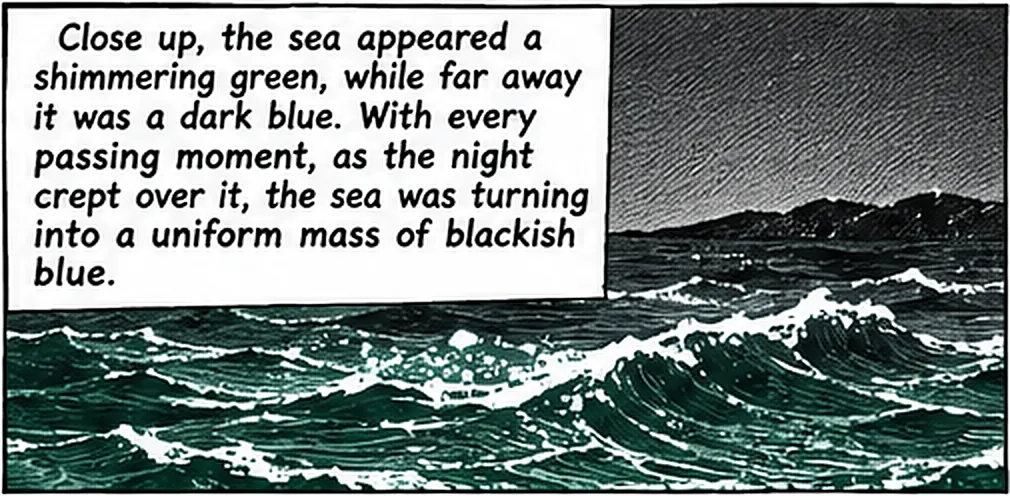 Close up, the sea appeared a
shimmering green, while far away
it was a dark blue. With every
passing moment, as the night
crept over it, the sea was turning
into a uniform mass of blackish
blue.